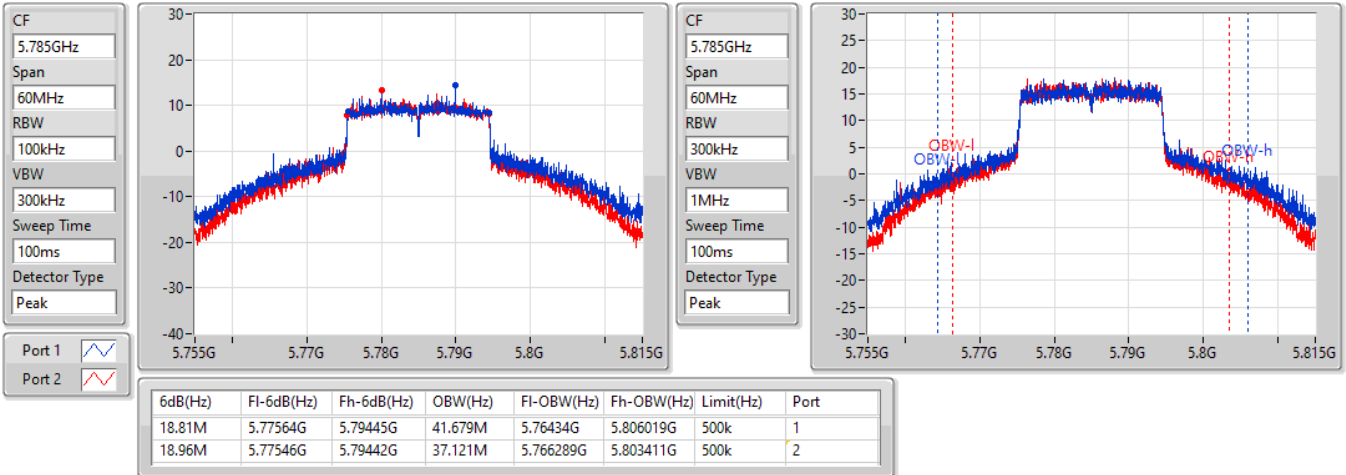 CF
5.785GHz
Span
60MHz
RBW
100kHz
VBW
300kHz
Sweep Time
100ms
Detector Type
Peak
Port 1
Port 2
30
20
10
0
-10
-20
-30
-40
5.755G 5.77G 5.78G 5.79G 5.8G 5.815G
CF
5.785GHz
Span
60MHz
RBW
300kHz
VBW
1MHz
Sweep Time
100ms
Detector Type
Peak
30
25
20
15
10
5
0
-5
-10
-15
-20
-25
-30
OBW-l
OBW-l
OBW-h
OBW-h
5.755G 5.77G 5.78G 5.79G 5.8G 5.815G
6dB(Hz) Fl-6dB(Hz) Fh-6dB(Hz) OBW(Hz) Fl-OBW(Hz) Fh-OBW(Hz) Limit(Hz) Port
18.81M 5.77564G 5.79445G 41.679M 5.76434G 5.806019G 500k 1
18.96M 5.77546G 5.79442G 37.121M 5.766289G 5.803411G 500k 2